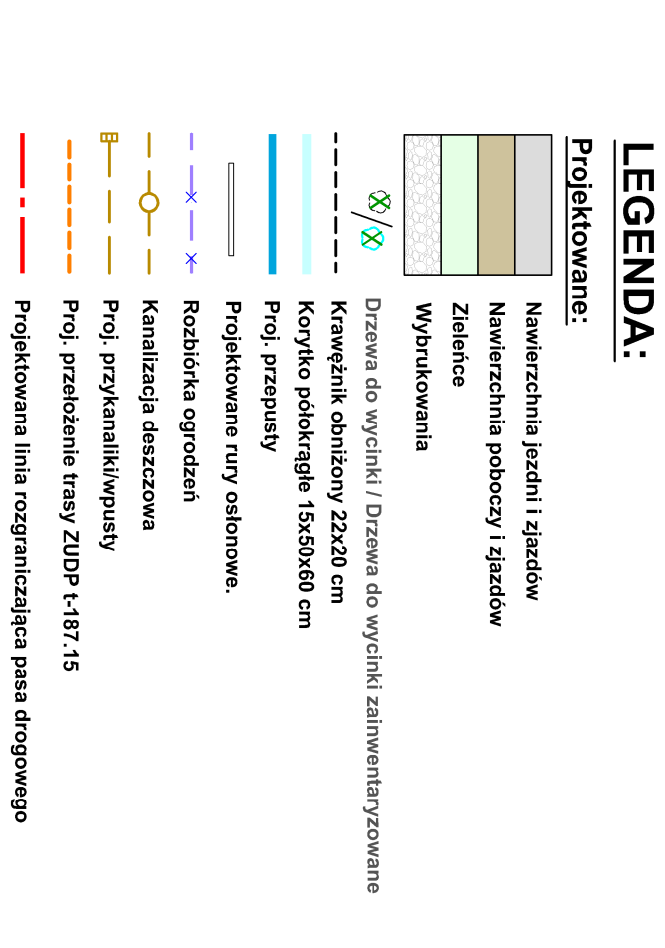 LEGENDA:
Projektowane:
Nawierzchnia jezdni i zjazdów
Nawierzchnia poboczy i zjazdów
Zieleńce
Wybrukowania
Drzewa do wycinki / Drzewa do wycinki zainwentaryzowane
Krawężnik obniżony 22x20 cm
Korytko półokrągłe 15x50x60 cm
Proj. przepusty
Projektowane rury osłonowe.
Rozbiórka ogrodzeń
Kanalizacja deszczowa
Proj. przykanaliki/wpusty
Proj. przełożenie trasy ZUDP t-187.15
Projektowana linia rozgraniczająca pasa drogowego